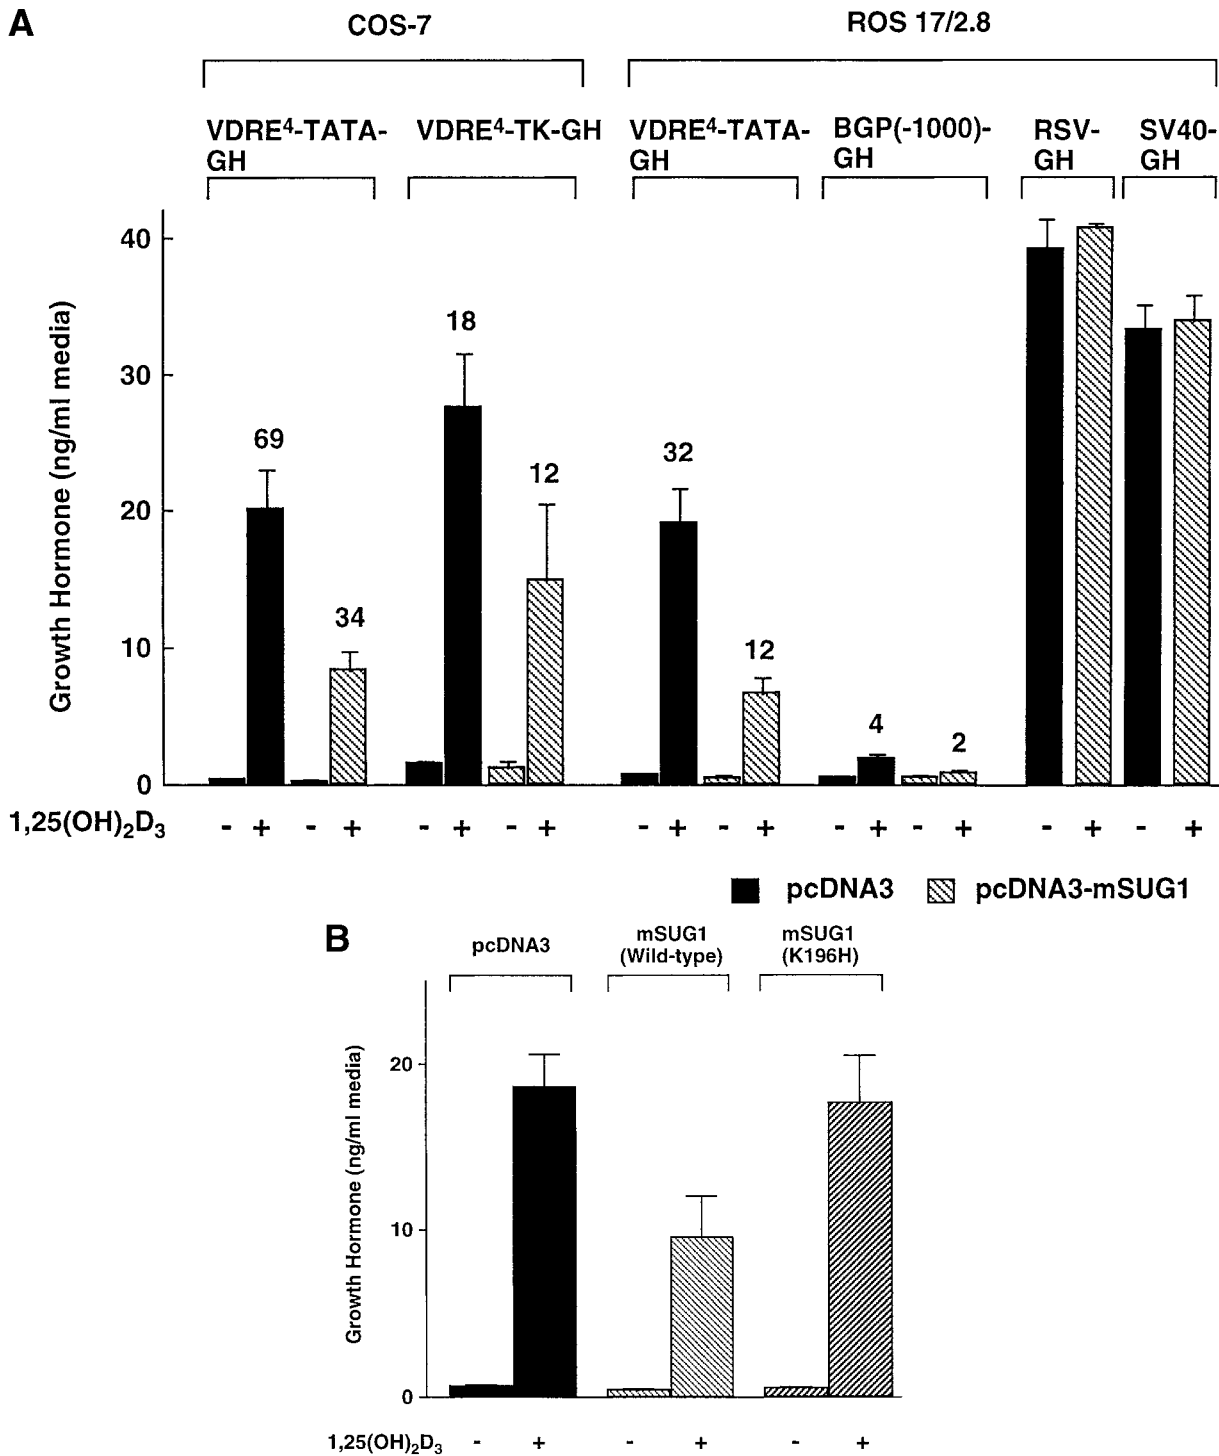 A
COS-7
ROS 17/2.8
VDRE⁴-TATA-
GH
VDRE⁴-TK-GH
VDRE⁴-TATA-
GH
BGP(-1000)-
GH
RSV-
GH
SV40-
GH
Growth Hormone (ng/ml media)
40
30
20
10
0
69
34
18
12
32
12
4
2
1,25(OH)₂D₃ - + - + - + - + - + - + - + - + - + - +
pcDNA3
pcDNA3-mSUG1
B
pcDNA3
mSUG1
(Wild-type)
mSUG1
(K196H)
Growth Hormone (ng/ml media)
20
10
0
1,25(OH)₂D₃ - + - + - +